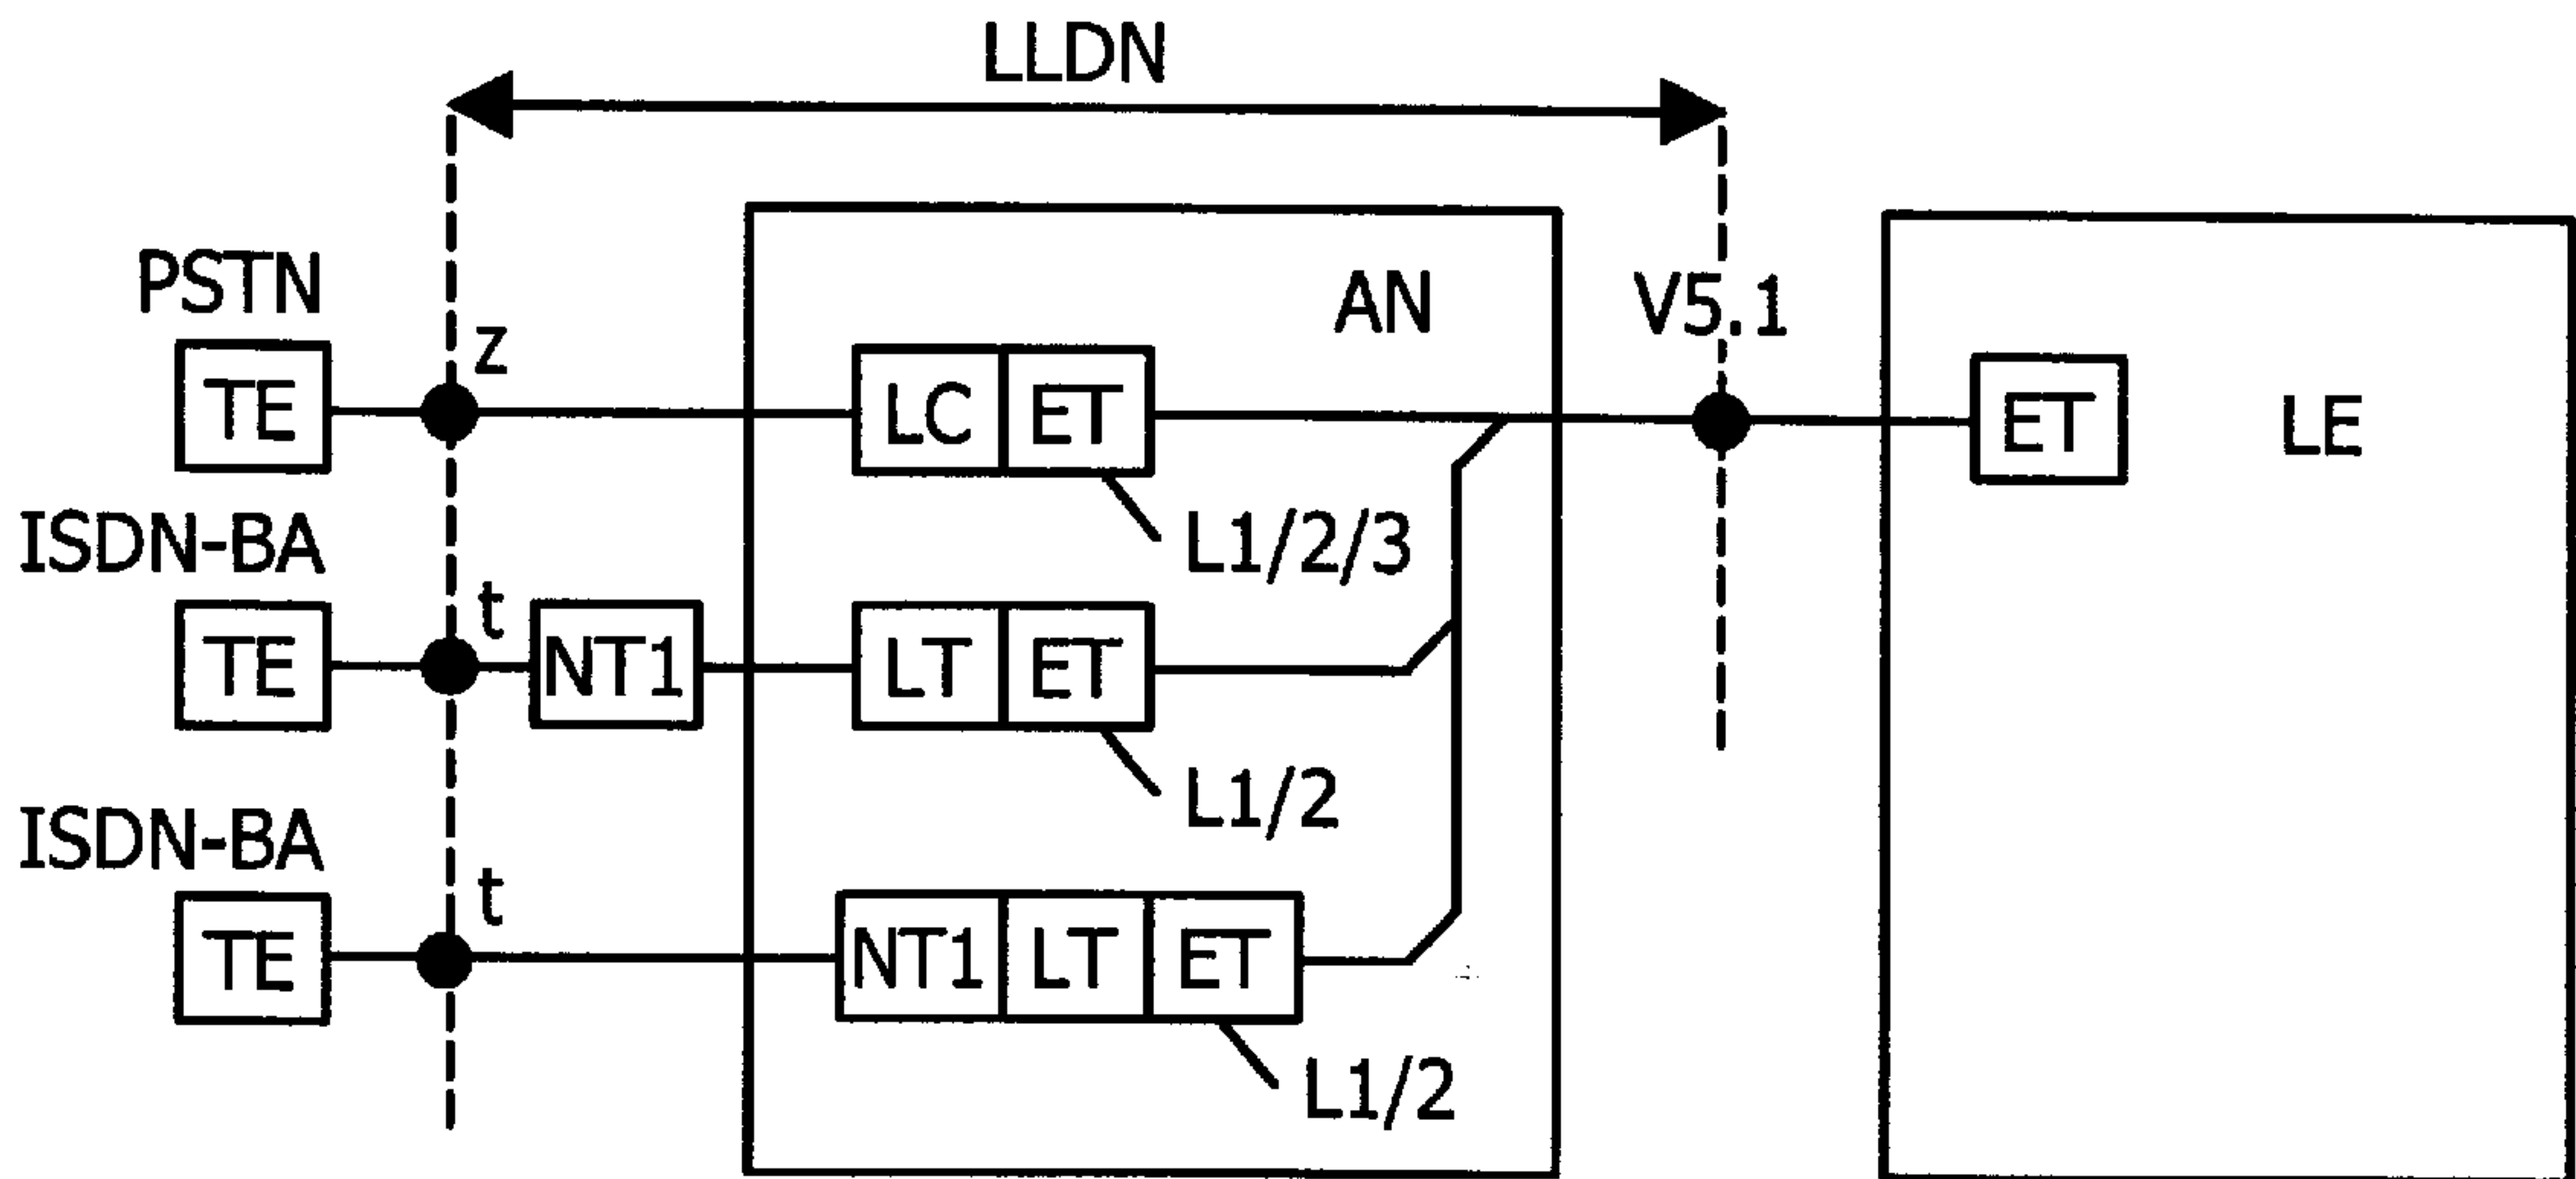 LLDN
PSTN
AN
V5.1
z
TE
LC ET
ET
LE
L1/2/3
ISDN-BA
t
TE
NT1
LT ET
L1/2
ISDN-BA
t
TE
NT1 LT ET
L1/2